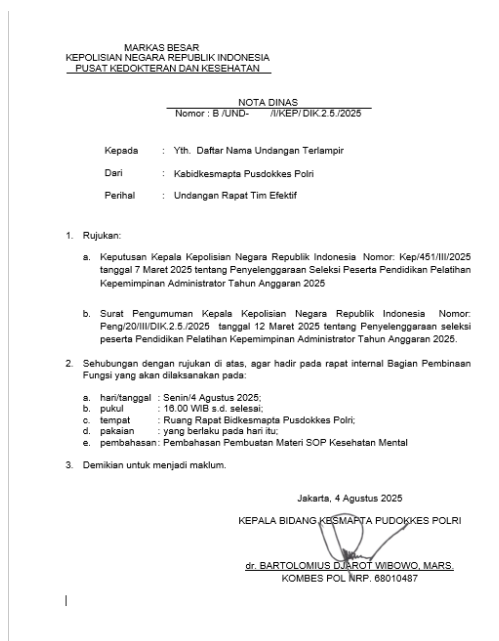 MARKAS BESAR
KEPOLISIAN NEGARA REPUBLIK INDONESIA
PUSAT KEDOKTERAN DAN KESEHATAN
NOTA DINAS
Nomor : B /UND- /I/KEP/ DIK.2.5./2025
Kepada : Yth. Daftar Nama Undangan Terlampir
Dari : Kabidkesmapta Pusdokkes Polri
Perihal : Undangan Rapat Tim Efektif
1. Rujukan:
a. Keputusan Kepala Kepolisian Negara Republik Indonesia Nomor: Kep/451/III/2025
tanggal 7 Maret 2025 tentang Penyelenggaraan Seleksi Peserta Pendidikan Pelatihan
Kepemimpinan Administrator Tahun Anggaran 2025
b. Surat Pengumuman Kepala Kepolisian Negara Republik Indonesia Nomor:
Peng/20/III/DIK.2.5./2025 tanggal 12 Maret 2025 tentang Penyelenggaraan seleksi
peserta Pendidikan Pelatihan Kepemimpinan Administrator Tahun Anggaran 2025.
2. Sehubungan dengan rujukan di atas, agar hadir pada rapat internal Bagian Pembinaan
Fungsi yang akan dilaksanakan pada:
a. hari/tanggal : Senin/4 Agustus 2025;
b. pukul : 16.00 WIB s.d. selesai;
c. tempat : Ruang Rapat Bidkesmapta Pusdokkes Polri;
d. pakaian : yang berlaku pada hari itu;
e. pembahasan : Pembahasan Pembuatan Materi SOP Kesehatan Mental
3. Demikian untuk menjadi maklum.
Jakarta, 4 Agustus 2025
KEPALA BIDANG KESMAPTA PUDOKKES POLRI
dr. BARTOLOMIUS DJAROT WIBOWO, MARS.
KOMBES POL NRP. 68010487